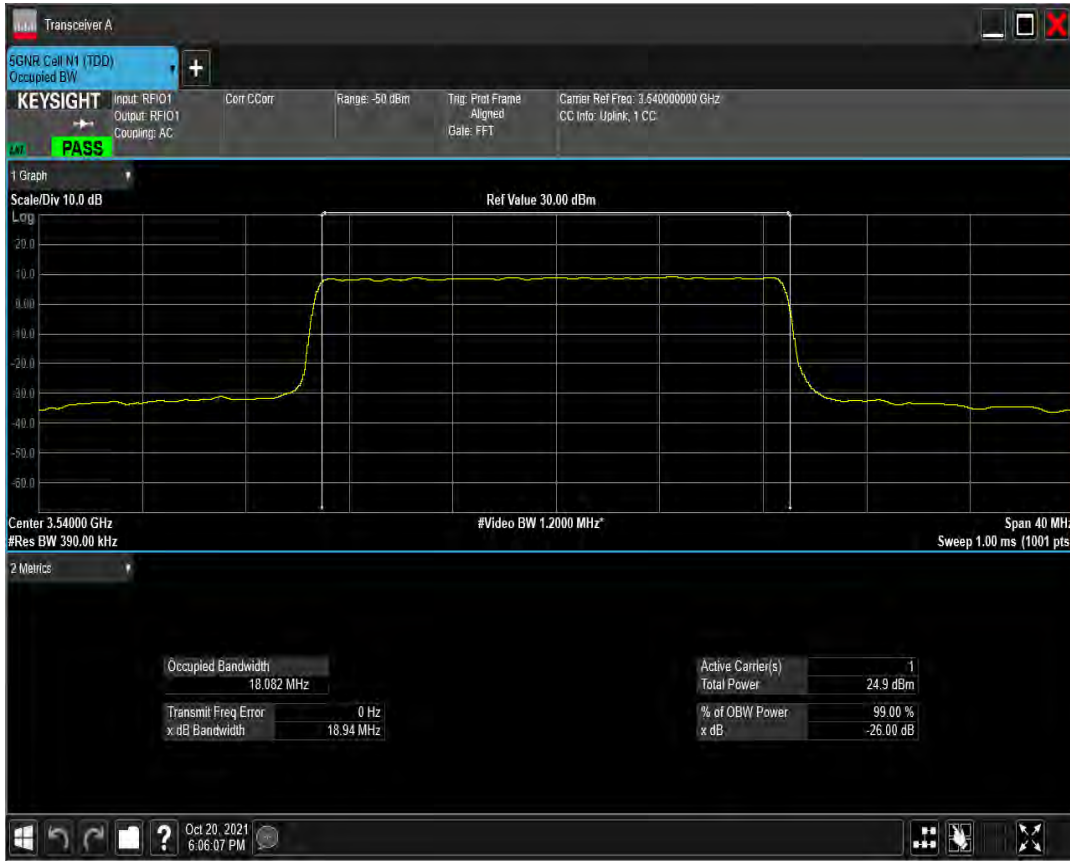 Transceiver A
5GNR Cell N1 (TDD)
Occupied BW
+
KEYSIGHT
Input: RFIO1
Output: RFIO1
Coupling: AC
Corr CCorr
Range: -50 dBm
Trig: Prot Frame
Aligned
Gate: FFT
Carrier Ref Freq: 3.540000000 GHz
CC Info: Uplink, 1 CC
PASS
1 Graph
Scale/Div 10.0 dB
Ref Value 30.00 dBm
Log
20.0
10.0
0.00
-10.0
-20.0
-30.0
-40.0
-50.0
-60.0
Center 3.54000 GHz
#Video BW 1.2000 MHz*
Span 40 MHz
#Res BW 390.00 kHz
Sweep 1.00 ms (1001 pts
2 Metrics
Occupied Bandwidth
18.082 MHz
Transmit Freq Error 0 Hz
x dB Bandwidth 18.94 MHz
Active Carrier(s) 1
Total Power 24.9 dBm
% of OBW Power 99.00 %
x dB -26.00 dB
?
Oct 20, 2021
6:06:07 PM